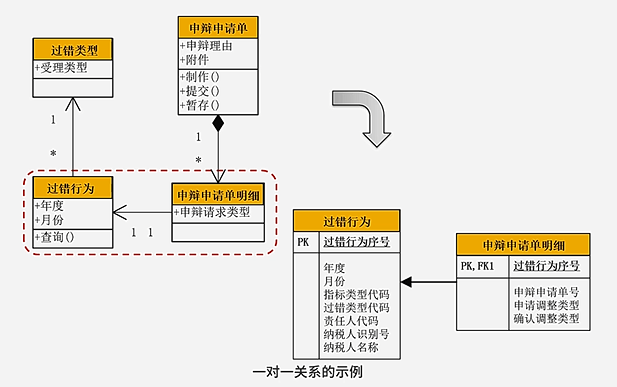 过错类型
+受理类型
申辩申请单
+申辩理由
+附件
+制作()
+提交()
+暂存()
1
*
1
*
过错行为
+年度
+月份
+查询()
申辩申请单明细
+申辩请求类型
1 1
过错行为
PK 过错行为序号
年度
月份
指标类型代码
过错类型代码
责任人代码
纳税人识别号
纳税人名称
申辩申请单明细
PK,FK1 过错行为序号
申辩申请单号
申请调整类型
确认调整类型
一对一关系的示例